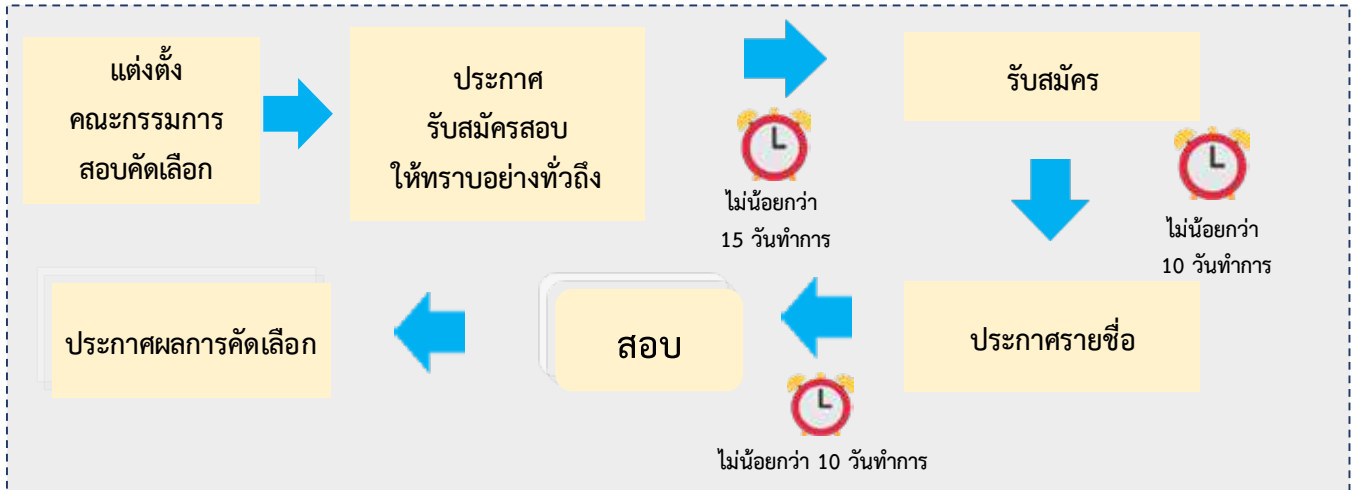 แต่งตั้ง
คณะกรรมการ
สอบคัดเลือก
ประกาศ
รับสมัครสอบ
ให้ทราบอย่างทั่วถึง
ไม่น้อยกว่า
15 วันทำการ
รับสมัคร
ไม่น้อยกว่า
10 วันทำการ
ประกาศรายชื่อ
ไม่น้อยกว่า 10 วันทำการ
สอบ
ประกาศผลการคัดเลือก